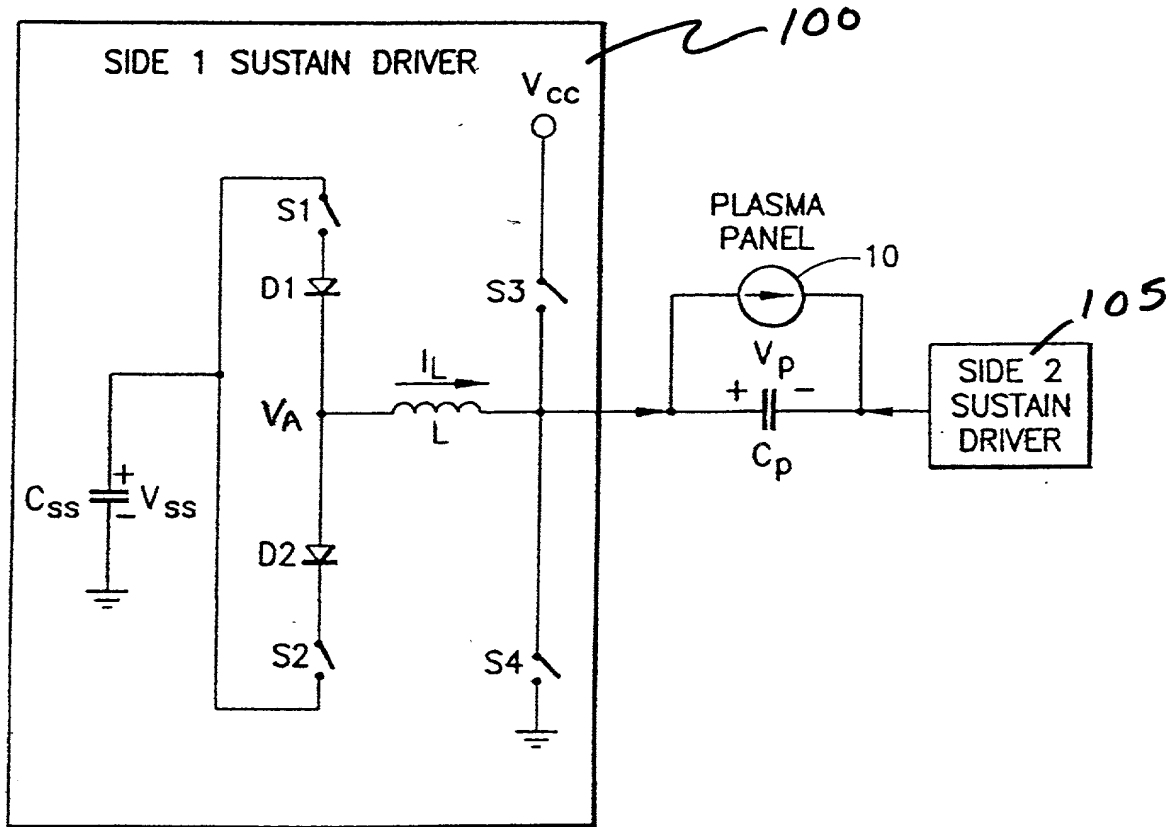 100
SIDE 1 SUSTAIN DRIVER
Vcc
S1
D1
S3
PLASMA
PANEL
10
105
IL
VA
L
Vp
+ -
Cp
SIDE 2
SUSTAIN
DRIVER
+
Css Vss
-
D2
S2
S4